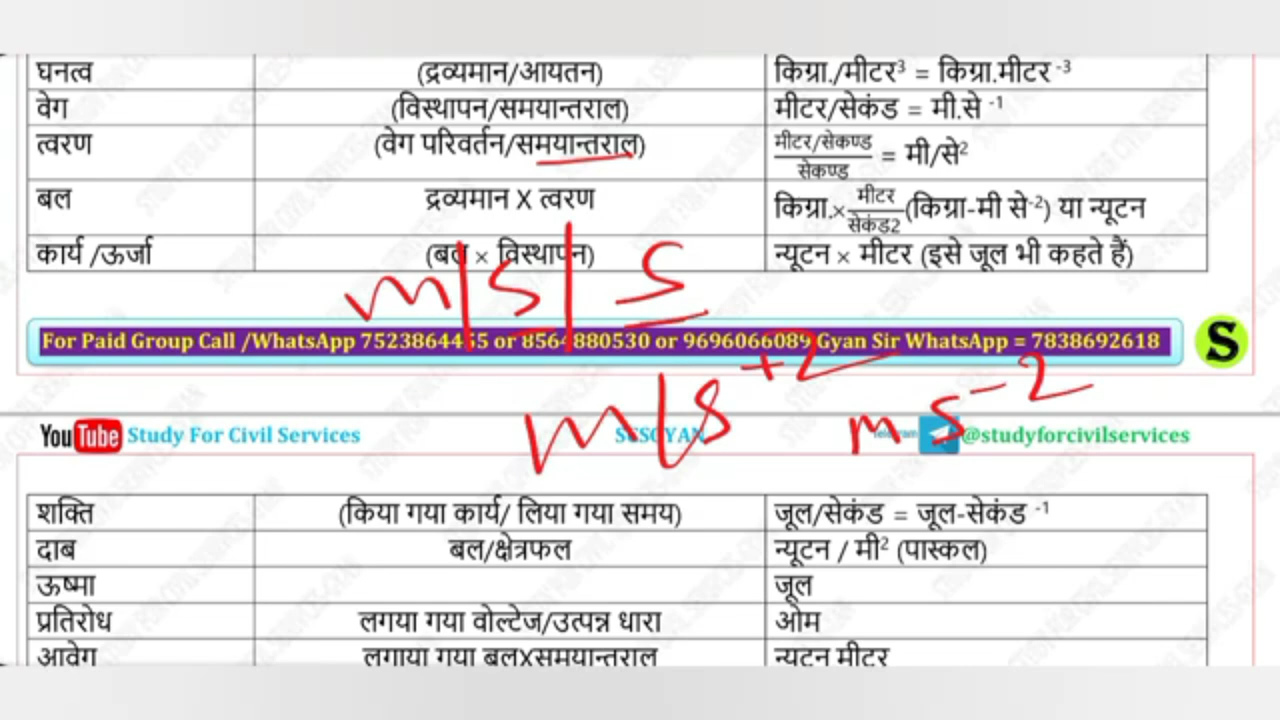 घनत्व (द्रव्यमान/आयतन) किग्रा./मीटर³ = किग्रा.मीटर ⁻³
वेग (विस्थापन/समयान्तराल) मीटर/सेकंड = मी.से ⁻¹
त्वरण (वेग परिवर्तन/समयान्तराल) मीटर/सेकण्ड/सेकण्ड = मी/से²
बल द्रव्यमान X त्वरण किग्रा.×मीटर/सेकंड2(किग्रा-मी से⁻²) या न्यूटन
कार्य /ऊर्जा (बल × विस्थापन) न्यूटन × मीटर (इसे जूल भी कहते हैं)
m/s/s
For Paid Group Call /WhatsApp 7523864455 or 8564880530 or 9696066089 Gyan Sir WhatsApp = 7838692618
S
m/s⁺² ms⁻²
YouTube Study For Civil Services SCSGYAN Telegram @studyforcivilservices
शक्ति (किया गया कार्य/ लिया गया समय) जूल/सेकंड = जूल-सेकंड ⁻¹
दाब बल/क्षेत्रफल न्यूटन / मी² (पास्कल)
ऊष्मा जूल
प्रतिरोध लगया गया वोल्टेज/उत्पन्न धारा ओम
आवेग लगाया गया बलXसमयान्तराल न्यूटन मीटर